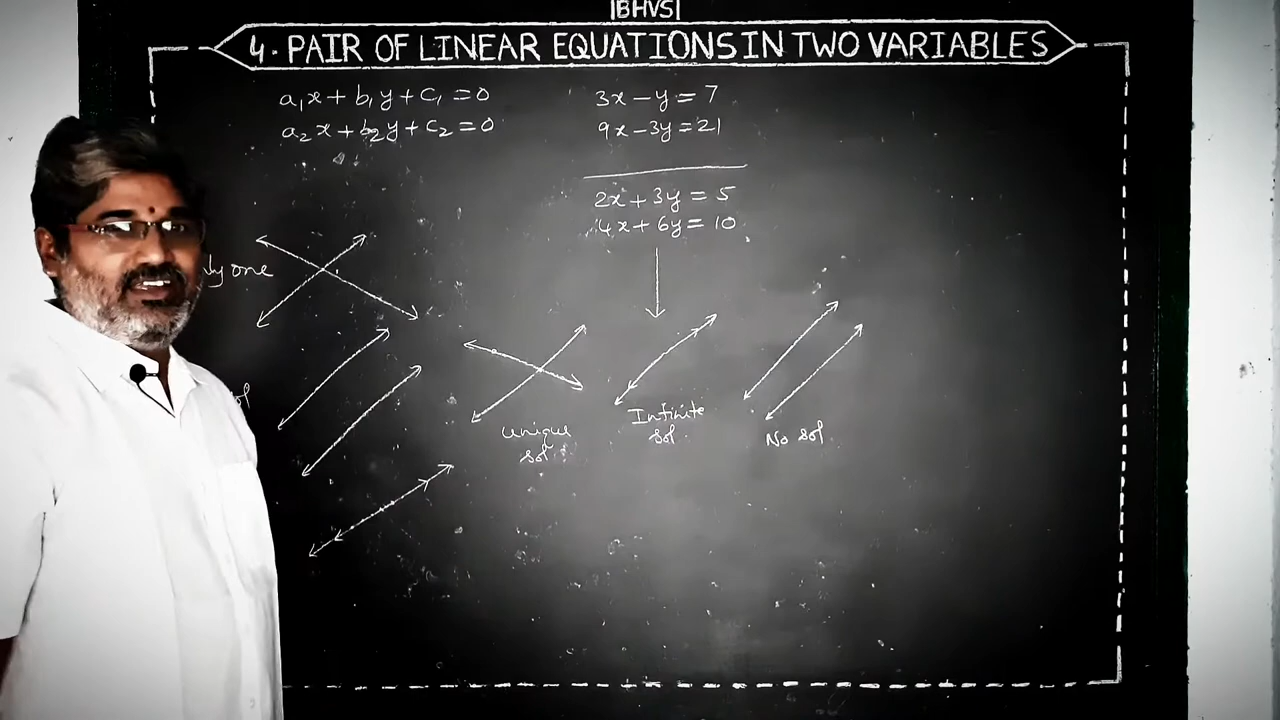 |BHVS|
4. PAIR OF LINEAR EQUATIONS IN TWO VARIABLES
a₁x + b₁y + c₁ = 0
a₂x + b₂y + c₂ = 0
3x - y = 7
9x - 3y = 21
2x + 3y = 5
4x + 6y = 10
one
unique
sol.
Infinite
sol.
No sol.